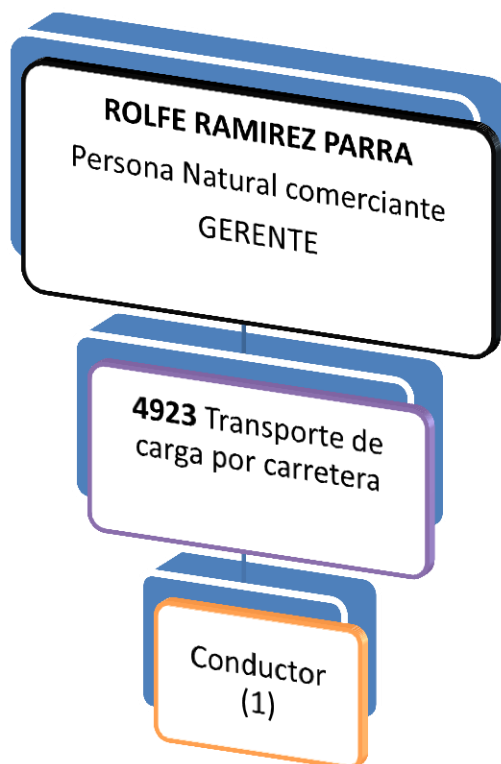 ROLFE RAMIREZ PARRA
Persona Natural comerciante
GERENTE
4923 Transporte de
carga por carretera
Conductor
(1)